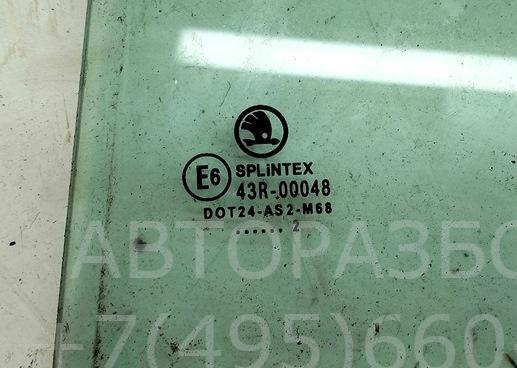 E6
SPLiNTEX
43R-00048
DOT24-AS2-M68
...... 2
АВТОРАЗБО
+7(495)660